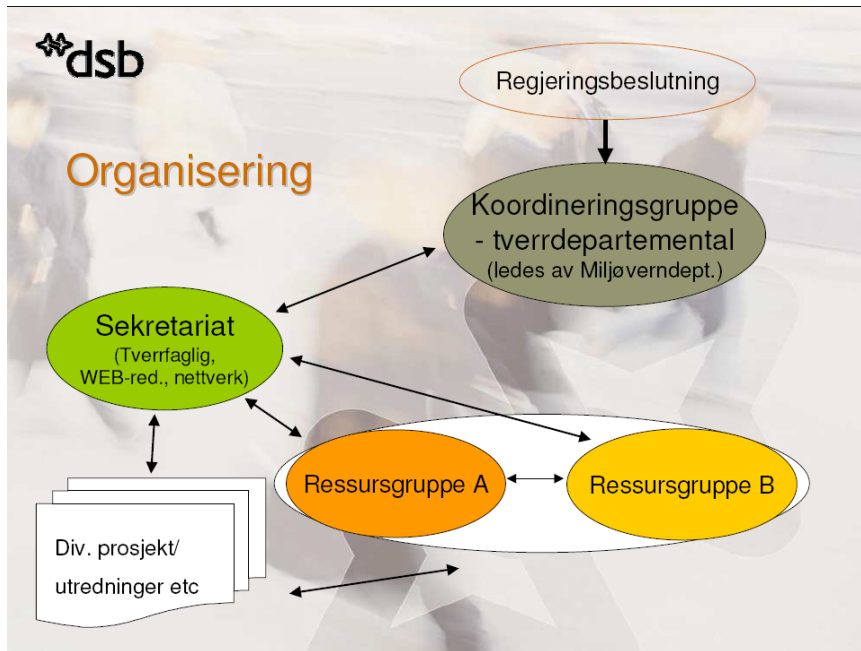 dsb
Regjeringsbeslutning
Organisering
Koordineringsgruppe
- tverrdepartemental
(ledes av Miljøverndept.)
Sekretariat
(Tverrfaglig,
WEB-red., nettverk)
Ressursgruppe A
Ressursgruppe B
Div. prosjekt/
utredninger etc